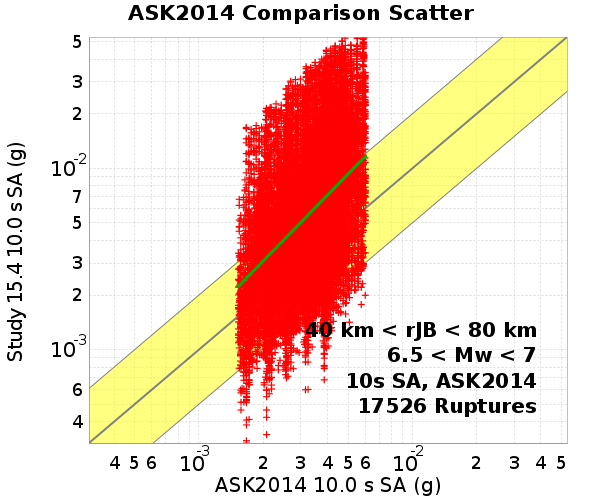 ASK2014 Comparison Scatter
Study 15.4 10.0 s SA (g)
5
3
2
10-2
7
5
3
2
10-3
6
4
40 km < rJB < 80 km
6.5 < Mw < 7
10s SA, ASK2014
17526 Ruptures
4 5 6 10-3 2 3 4 5 6 10-2 2 3 4 5
ASK2014 10.0 s SA (g)